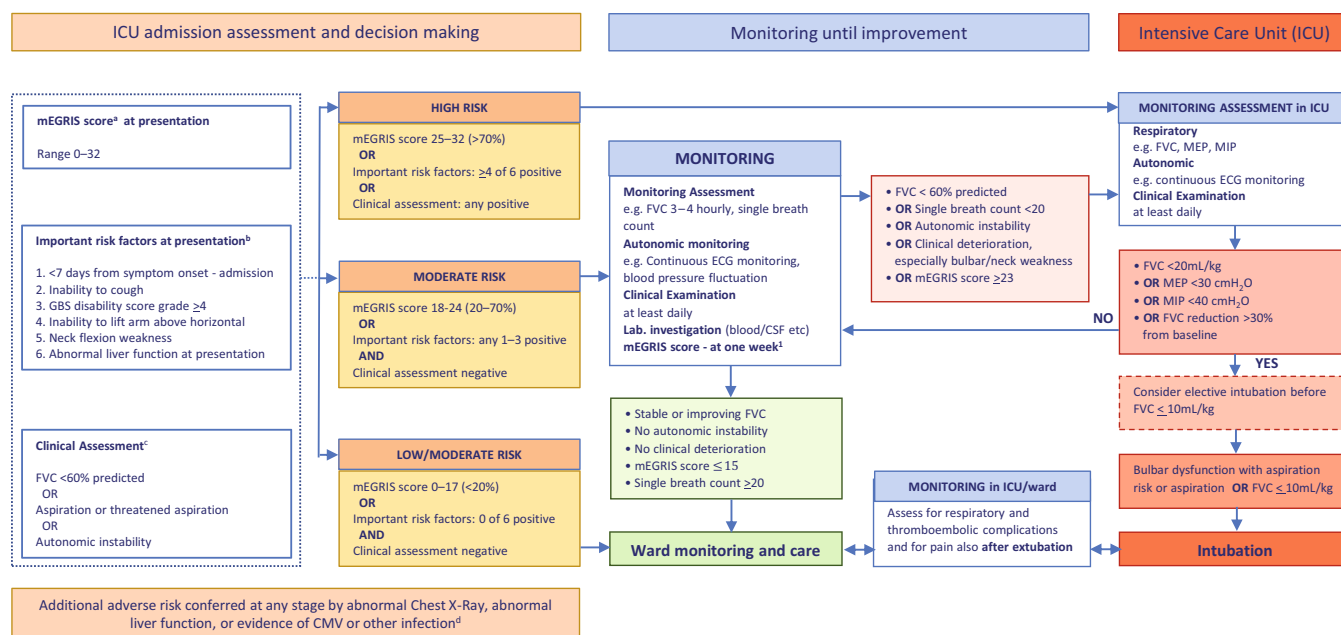 ICU admission assessment and decision making
Monitoring until improvement
Intensive Care Unit (ICU)
mEGRIS scoreᵃ at presentation
Range 0–32
Important risk factors at presentationᵇ
1. <7 days from symptom onset - admission
2. Inability to cough
3. GBS disability score grade ≥4
4. Inability to lift arm above horizontal
5. Neck flexion weakness
6. Abnormal liver function at presentation
Clinical Assessmentᶜ
FVC <60% predicted
OR
Aspiration or threatened aspiration
OR
Autonomic instability
HIGH RISK
mEGRIS score 25–32 (>70%)
OR
Important risk factors: ≥4 of 6 positive
OR
Clinical assessment: any positive
MODERATE RISK
mEGRIS score 18-24 (20–70%)
OR
Important risk factors: any 1–3 positive
AND
Clinical assessment negative
LOW/MODERATE RISK
mEGRIS score 0–17 (<20%)
OR
Important risk factors: 0 of 6 positive
AND
Clinical assessment negative
MONITORING
Monitoring Assessment
e.g. FVC 3–4 hourly, single breath
count
Autonomic monitoring
e.g. Continuous ECG monitoring,
blood pressure fluctuation
Clinical Examination
at least daily
Lab. investigation (blood/CSF etc)
mEGRIS score - at one week¹
• Stable or improving FVC
• No autonomic instability
• No clinical deterioration
• mEGRIS score ≤ 15
• Single breath count ≥20
Ward monitoring and care
• FVC < 60% predicted
• OR Single breath count <20
• OR Autonomic instability
• OR Clinical deterioration,
especially bulbar/neck weakness
• OR mEGRIS score ≥23
MONITORING in ICU/ward
Assess for respiratory and
thromboembolic complications
and for pain also after extubation
MONITORING ASSESSMENT in ICU
Respiratory
e.g. FVC, MEP, MIP
Autonomic
e.g. continuous ECG monitoring
Clinical Examination
at least daily
• FVC <20mL/kg
• OR MEP <30 cmH₂O
• OR MIP <40 cmH₂O
• OR FVC reduction >30%
from baseline
NO
YES
Consider elective intubation before
FVC ≤ 10mL/kg
Bulbar dysfunction with aspiration
risk or aspiration OR FVC ≤10mL/kg
Intubation
Additional adverse risk conferred at any stage by abnormal Chest X-Ray, abnormal
liver function, or evidence of CMV or other infectionᵈ